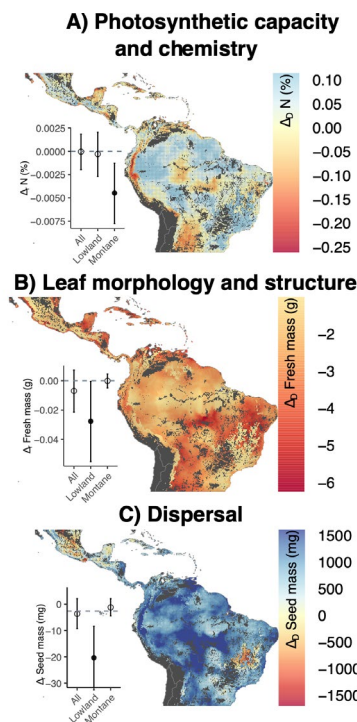 A) Photosynthetic capacity
and chemistry
0.0025
0.0000
−0.0025
−0.0050
−0.0075
Δr N (%)
All
Lowland
Montane
0.10
0.05
0.00
−0.05
−0.10
−0.15
−0.20
−0.25
ΔD N (%)
B) Leaf morphology and structure
0.00
−0.02
−0.04
Δr Fresh mass (g)
All
Lowland
Montane
−2
−3
−4
−5
−6
ΔD Fresh mass (g)
C) Dispersal
0
−10
−20
−30
Δr Seed mass (mg)
All
Lowland
Montane
1500
1000
500
0
−500
−1000
−1500
ΔD Seed mass (mg)